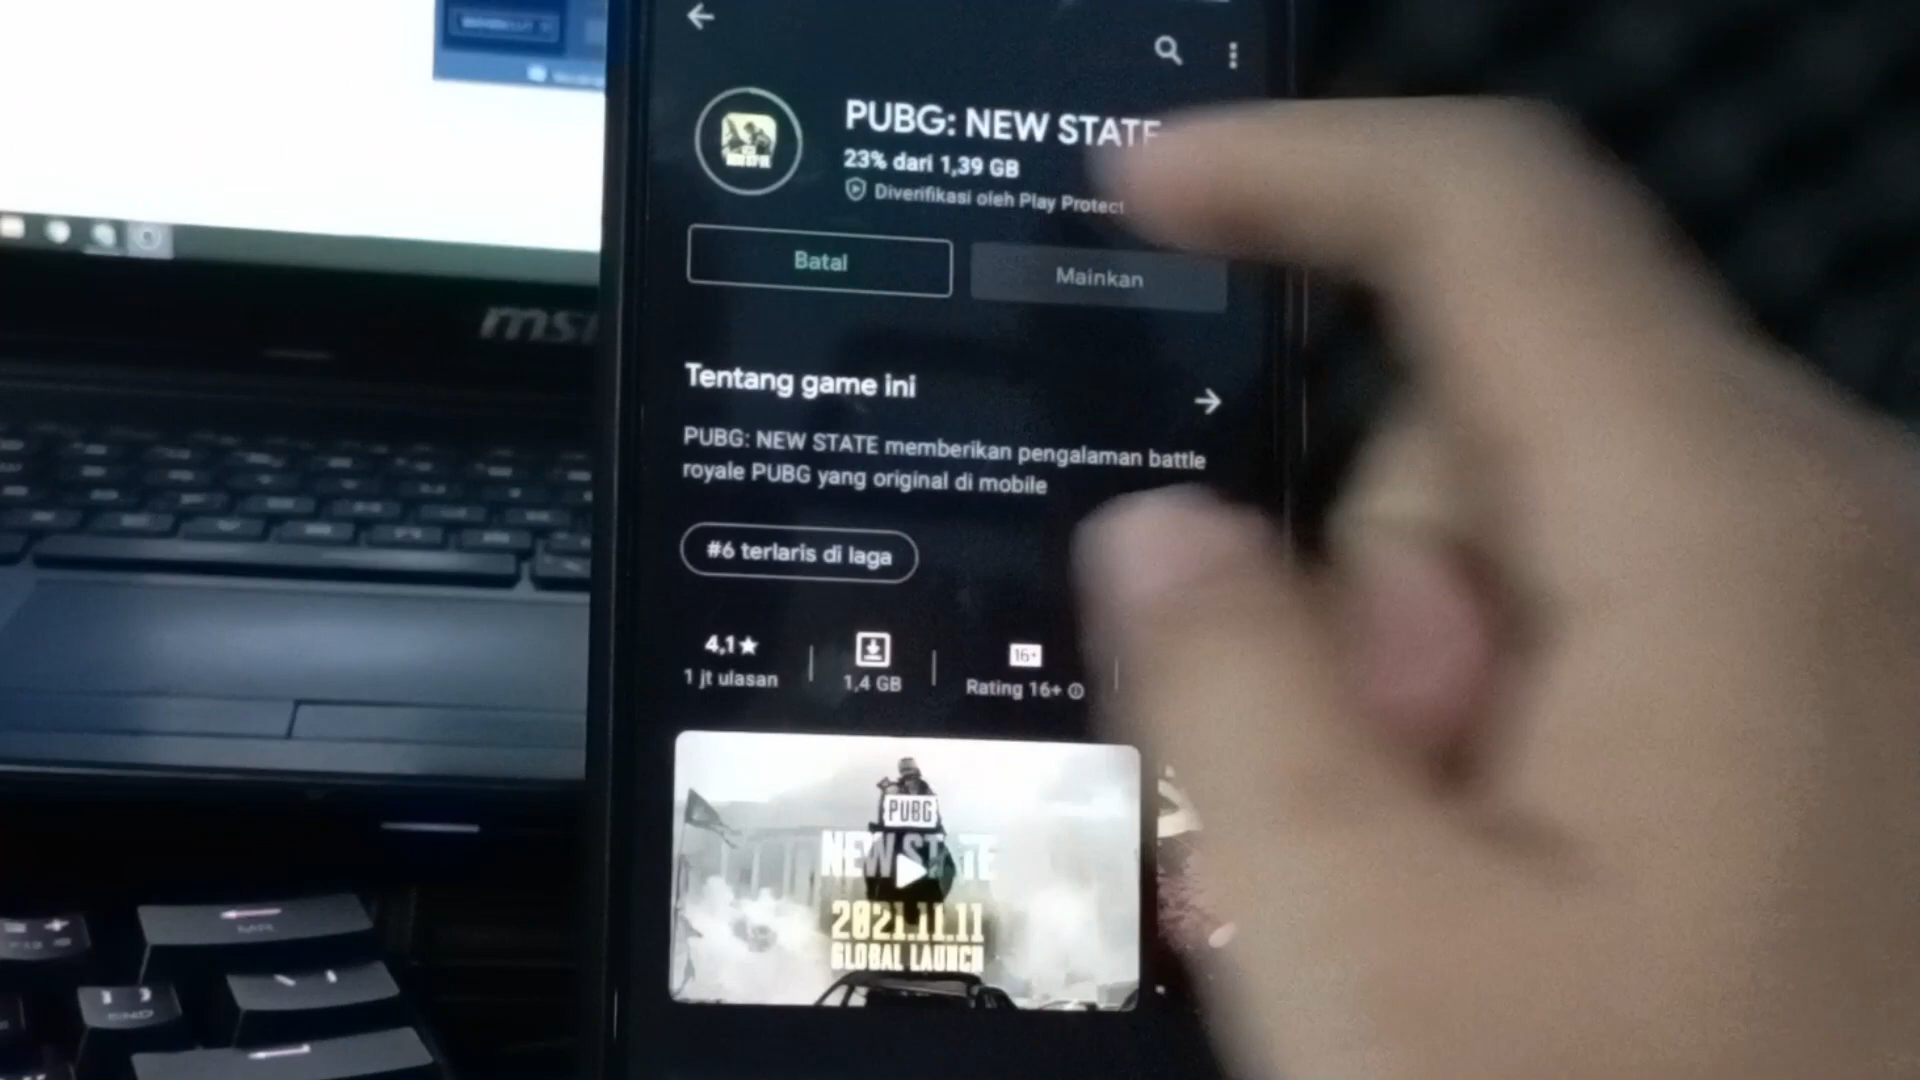 PUBG: NEW STATE
23% dari 1,39 GB
Diverifikasi oleh Play Protect
Batal
Mainkan
msi
Tentang game ini
PUBG: NEW STATE memberikan pengalaman battle
royale PUBG yang original di mobile
#6 terlaris di laga
4,1★
1 jt ulasan
1,4 GB
16+
Rating 16+
PUBG
NEW STATE
2021.11.11
GLOBAL LAUNCH
END